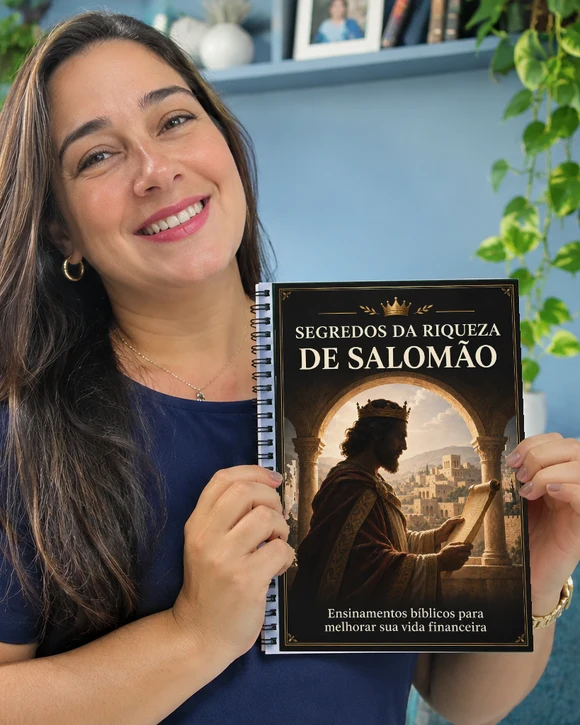 SEGREDOS DA RIQUEZA
DE SALOMÃO
Ensinamentos bíblicos para
melhorar sua vida financeira